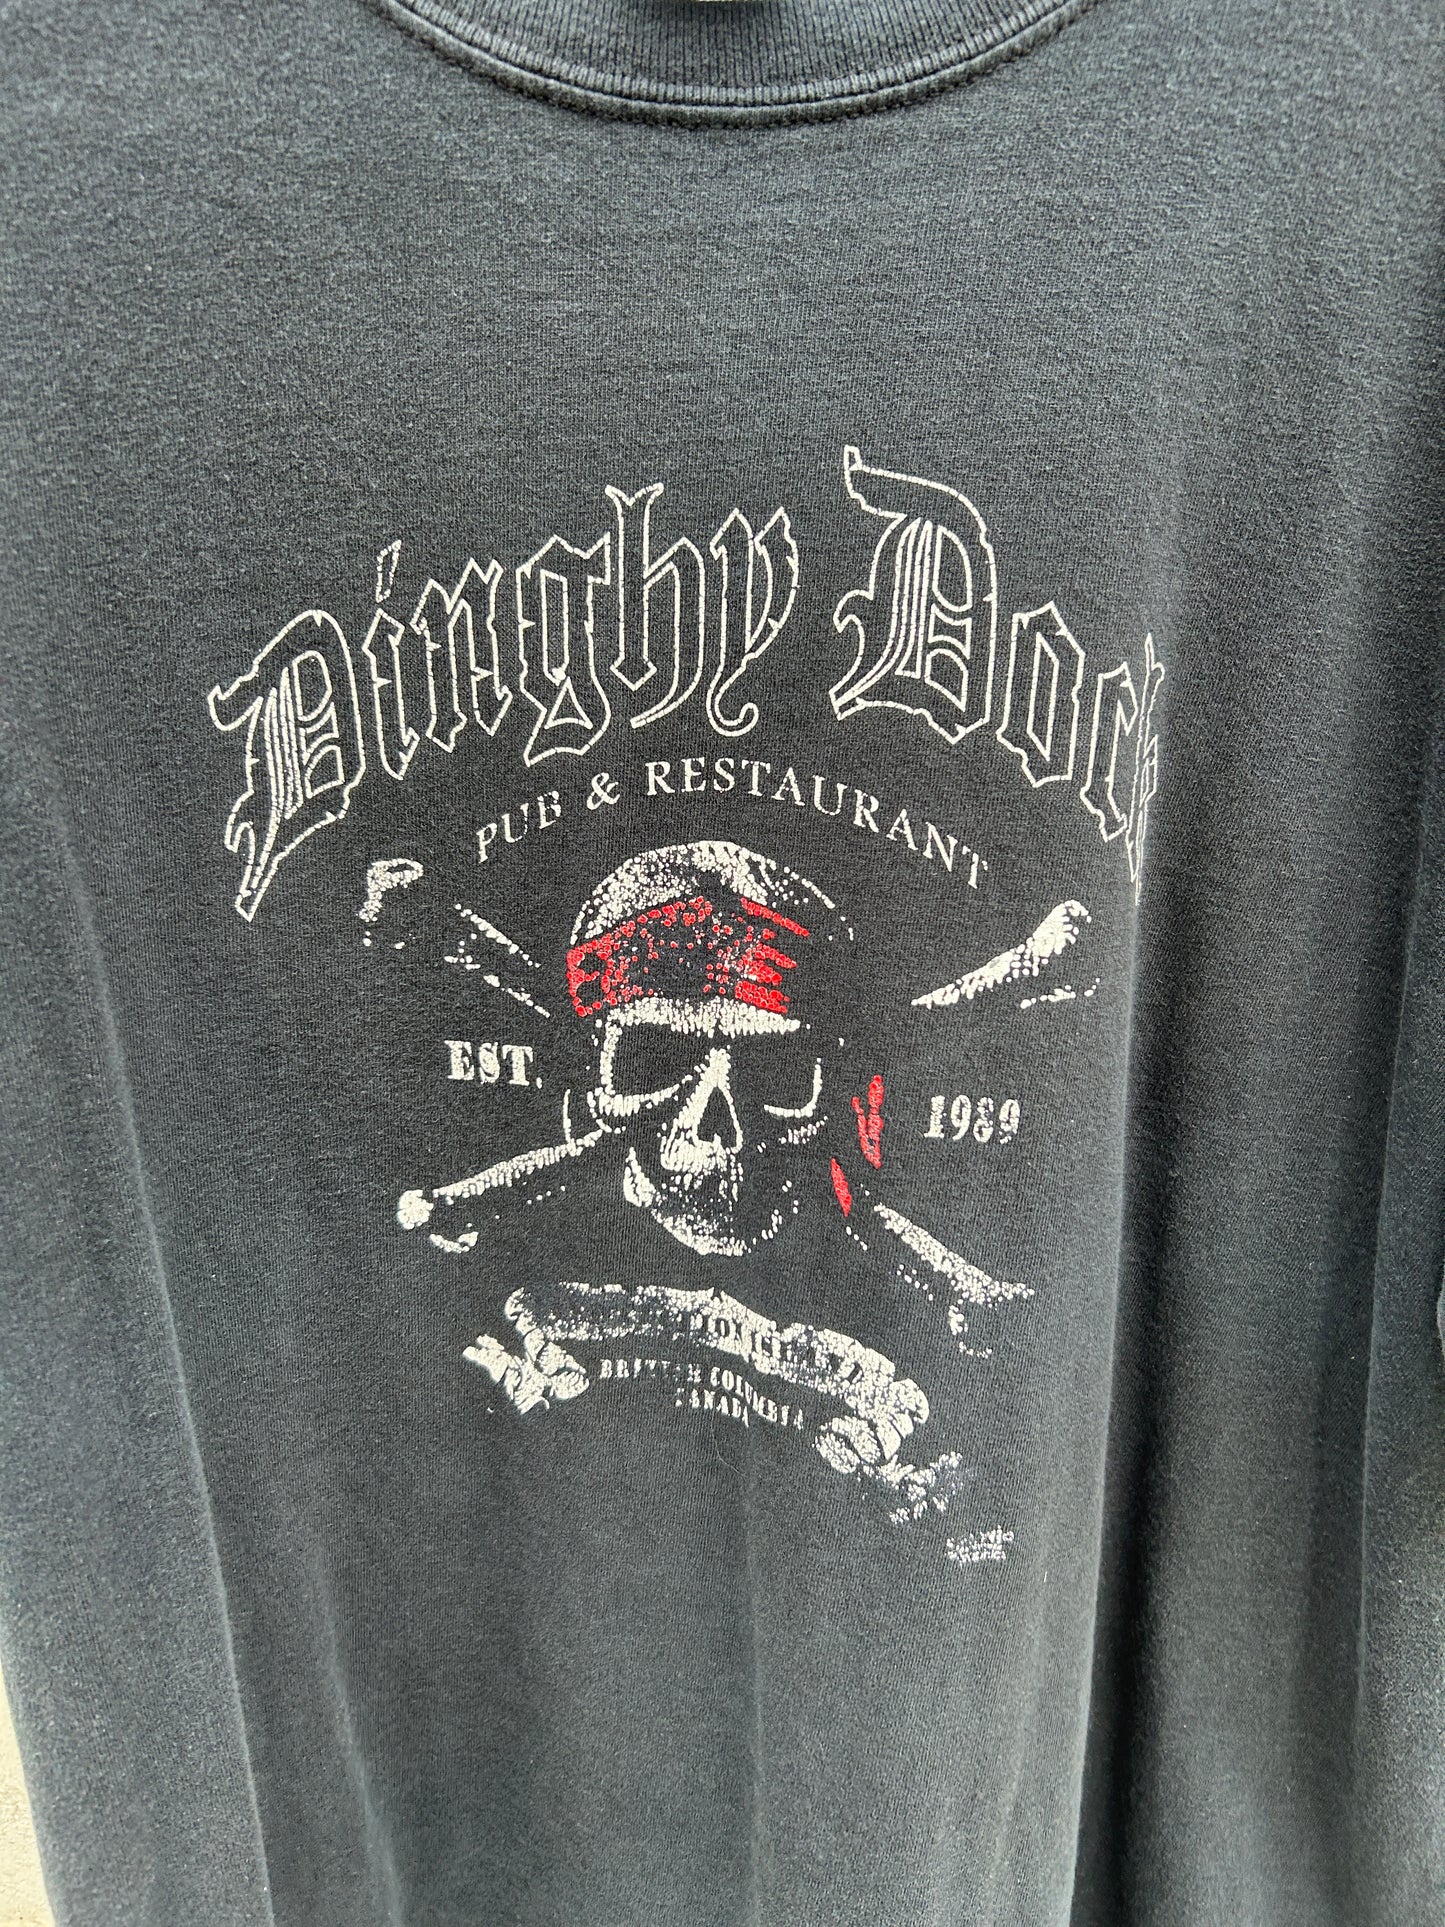 Dinghy Dock
PUB & RESTAURANT
EST. 1989
BRITISH COLUMBIA
CANADA